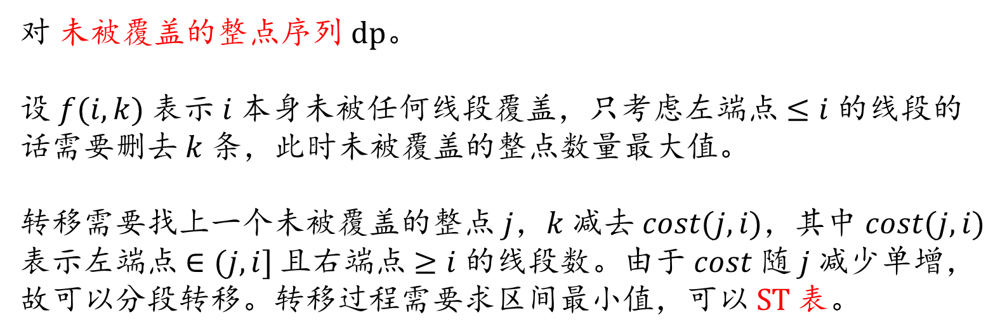 对 未被覆盖的整点序列 dp。
设 f(i, k) 表示 i 本身未被任何线段覆盖，只考虑左端点 ≤ i 的线段的
话需要删去 k 条，此时未被覆盖的整点数量最大值。
转移需要找上一个未被覆盖的整点 j，k 减去 cost(j, i)，其中 cost(j, i)
表示左端点 ∈ (j, i] 且右端点 ≥ i 的线段数。由于 cost 随 j 减少单增，
故可以分段转移。转移过程需要求区间最小值，可以 ST 表。